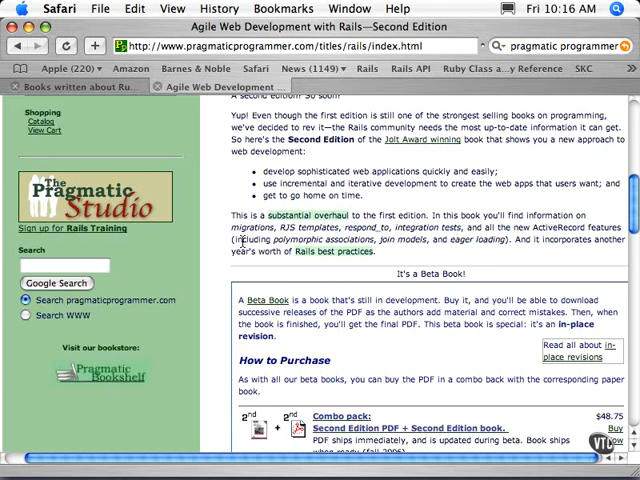 Safari File Edit View History Bookmarks Window Help Fri 10:16 AM
Agile Web Development with Rails—Second Edition
http://www.pragmaticprogrammer.com/titles/rails/index.html pragmatic programmer
Apple (220) Amazon Barnes & Noble Safari News (1149) Rails Rails API Ruby Class a...y Reference SKC
Books written about Ru... Agile Web Development ...
Shopping
Catalog
View Cart
The Pragmatic Studio
Sign up for Rails Training
Search
Google Search
Search pragmaticprogrammer.com
Search WWW
Visit our bookstore:
Pragmatic Bookshelf
A second edition? So soon?
Yup! Even though the first edition is still one of the strongest selling books on programming,
we've decided to rev it—the Rails community needs the most up-to-date information it can get.
So here's the Second Edition of the Jolt Award winning book that shows you a new approach to
web development:
• develop sophisticated web applications quickly and easily;
• use incremental and iterative development to create the web apps that users want; and
• get to go home on time.
This is a substantial overhaul to the first edition. In this book you'll find information on
migrations, RJS templates, respond_to, integration tests, and all the new ActiveRecord features
(including polymorphic associations, join models, and eager loading). And it incorporates another
year's worth of Rails best practices.
It's a Beta Book!
A Beta Book is a book that's still in development. Buy it, and you'll be able to download
successive releases of the PDF as the authors add material and correct mistakes. Then, when
the book is finished, you'll get the final PDF. This beta book is special: it's an in-place
revision.
Read all about in-
place revisions
How to Purchase
As with all our beta books, you can buy the PDF in a combo back with the corresponding paper
book.
2nd + 2nd
Combo pack: $48.75
Second Edition PDF + Second Edition book. Buy
PDF ships immediately, and is updated during beta. Book ships
when ready (fall 2006)
VTC